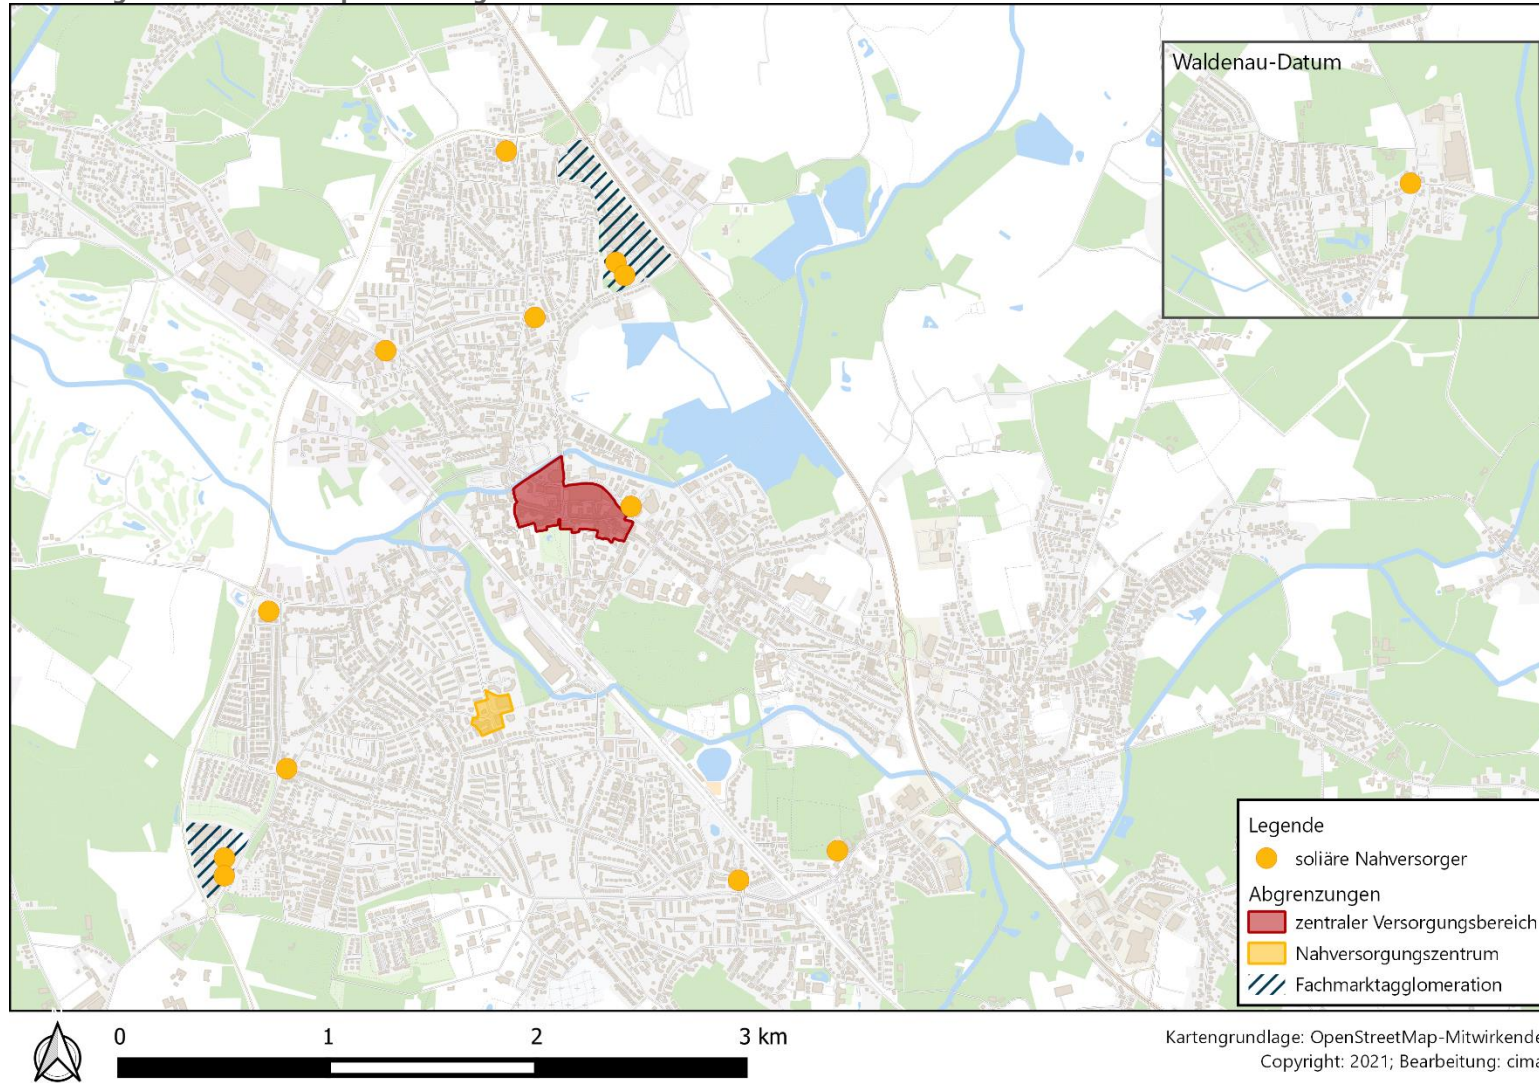 Waldenau-Datum
Legende
soliäre Nahversorger
Abgrenzungen
zentraler Versorgungsbereich
Nahversorgungszentrum
Fachmarktagglomeration
0 1 2 3 km
Kartengrundlage: OpenStreetMap-Mitwirkende
Copyright: 2021; Bearbeitung: cima